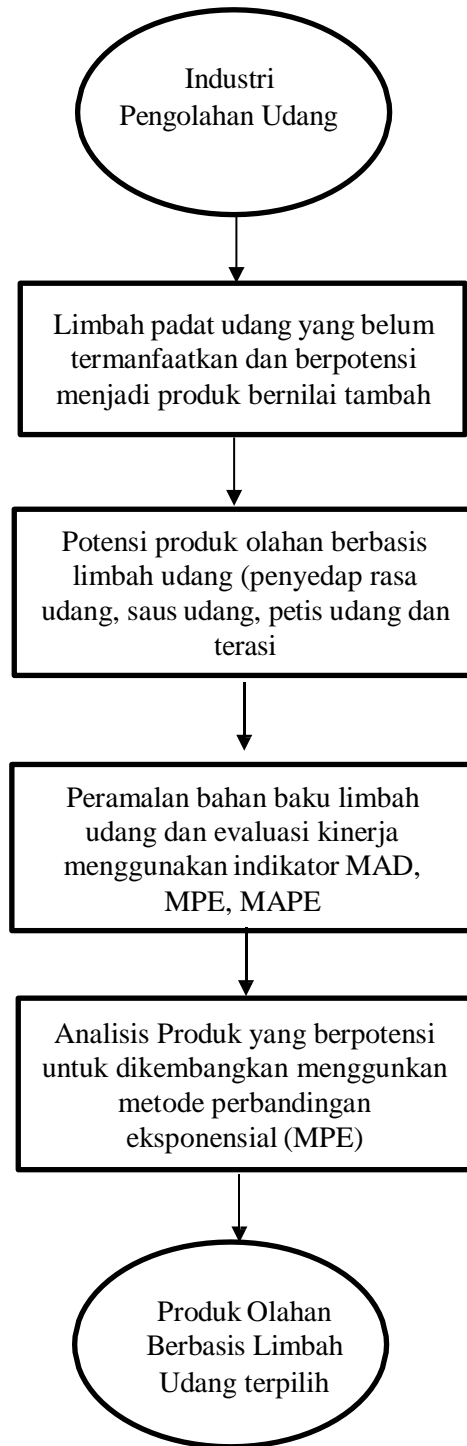 Industri
Pengolahan Udang
Limbah padat udang yang belum
termanfaatkan dan berpotensi
menjadi produk bernilai tambah
Potensi produk olahan berbasis
limbah udang (penyedap rasa
udang, saus udang, petis udang dan
terasi
Peramalan bahan baku limbah
udang dan evaluasi kinerja
menggunakan indikator MAD,
MPE, MAPE
Analisis Produk yang berpotensi
untuk dikembangkan menggunkan
metode perbandingan
eksponensial (MPE)
Produk Olahan
Berbasis Limbah
Udang terpilih